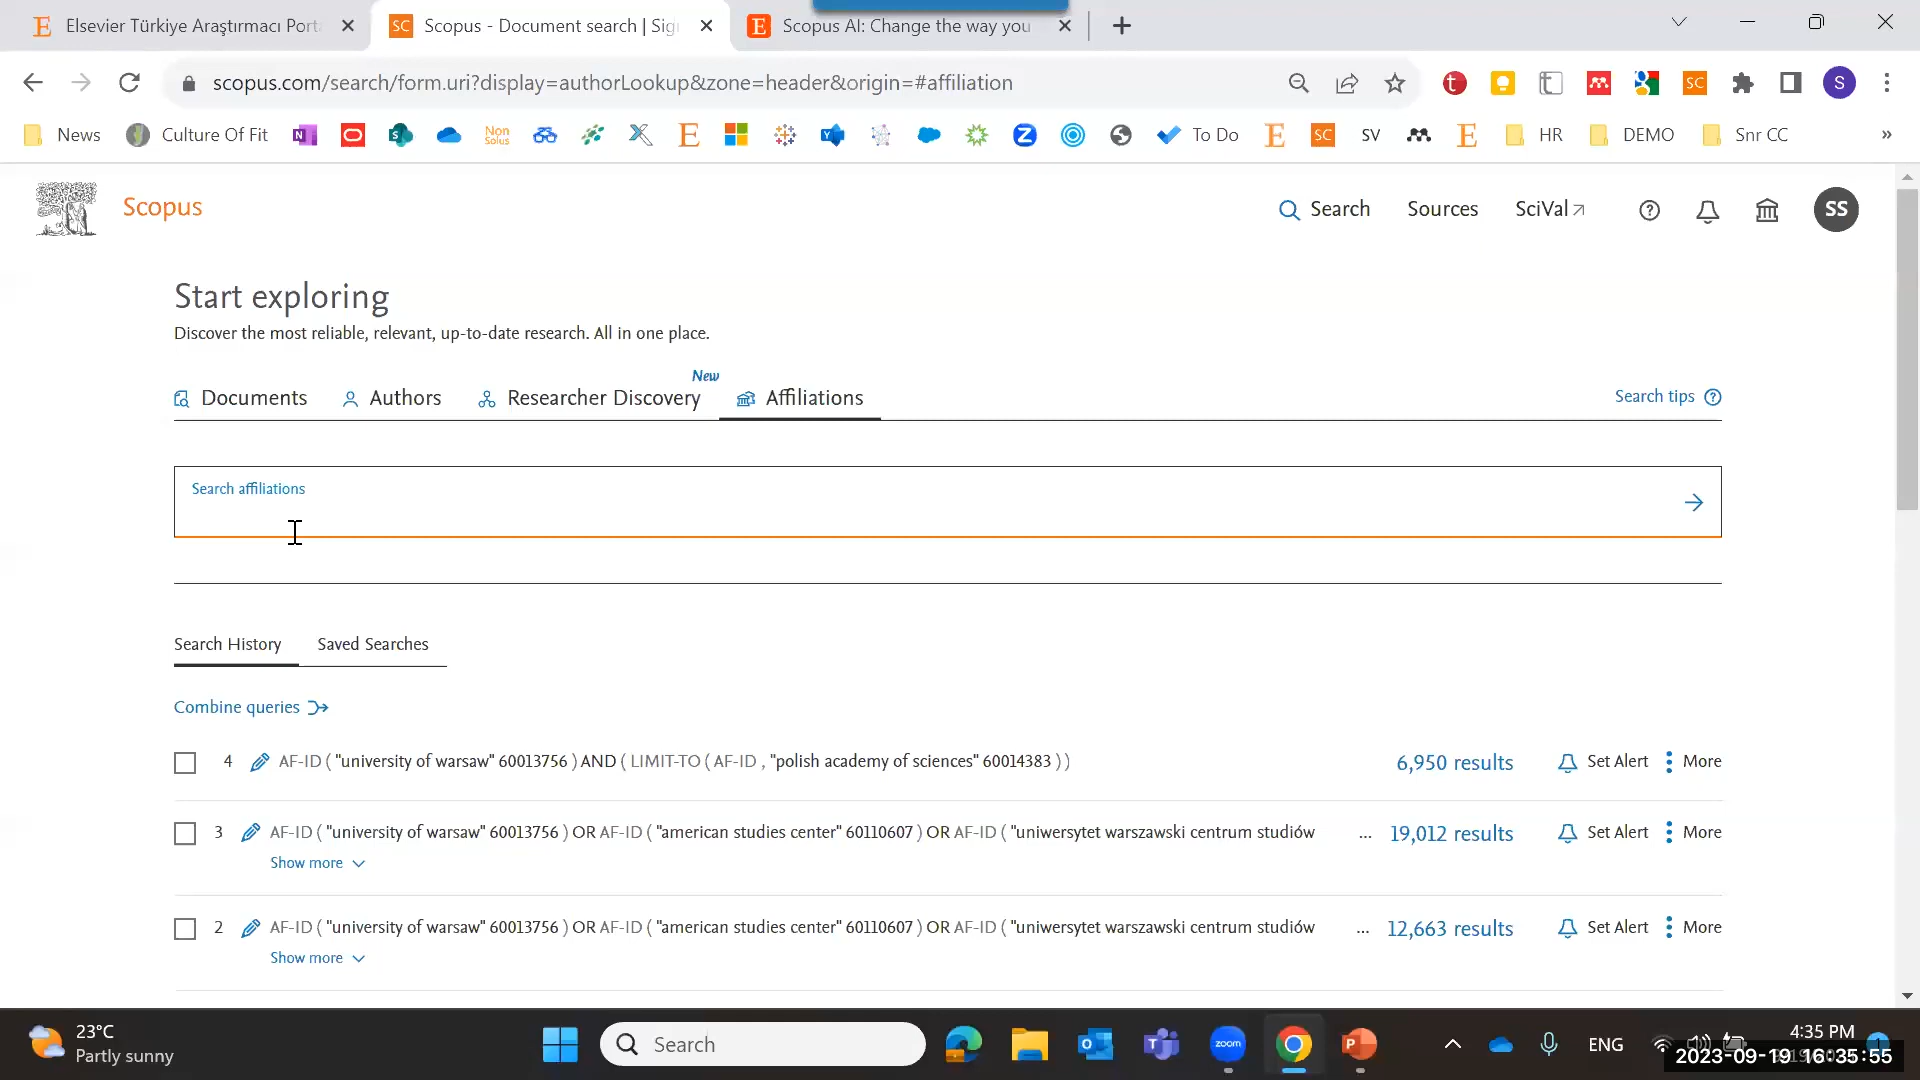 Elsevier Türkiye Araştırmacı Port
Scopus - Document search | Sig
Scopus AI: Change the way you
scopus.com/search/form.uri?display=authorLookup&zone=header&origin=#affiliation
S
News
Culture Of Fit
Non Solus
To Do
SC
SV
HR
DEMO
Snr CC
»
Scopus
Search
Sources
SciVal
SS
Start exploring
Discover the most reliable, relevant, up-to-date research. All in one place.
New
Documents
Authors
Researcher Discovery
Affiliations
Search tips
Search affiliations
Search History
Saved Searches
Combine queries
4 AF-ID ( "university of warsaw" 60013756 ) AND ( LIMIT-TO ( AF-ID , "polish academy of sciences" 60014383 ) ) 6,950 results Set Alert More
3 AF-ID ( "university of warsaw" 60013756 ) OR AF-ID ( "american studies center" 60110607 ) OR AF-ID ( "uniwersytet warszawski centrum studiów ... 19,012 results Set Alert More
Show more
2 AF-ID ( "university of warsaw" 60013756 ) OR AF-ID ( "american studies center" 60110607 ) OR AF-ID ( "uniwersytet warszawski centrum studiów ... 12,663 results Set Alert More
Show more
23°C
Partly sunny
Search
zoom
ENG
4:35 PM
2023-09-19 16:35:55